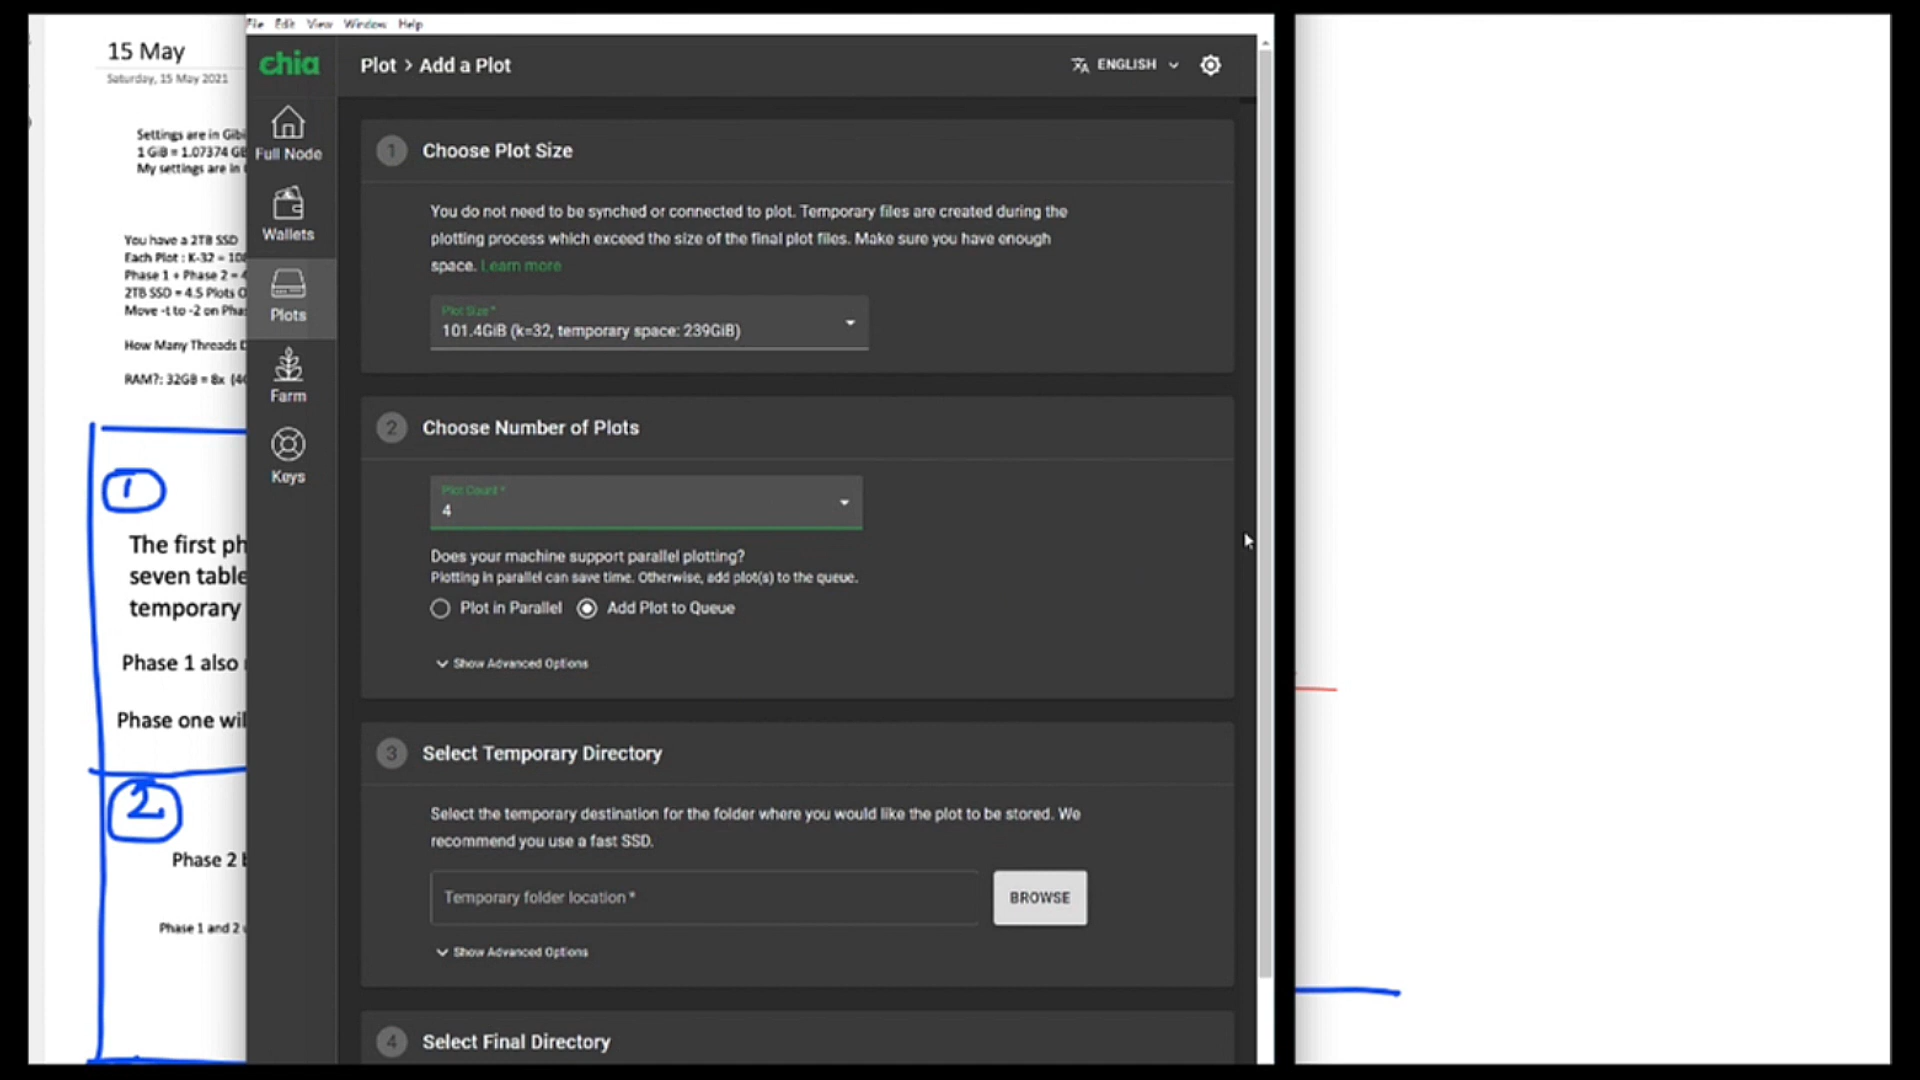 File Edit View Window Help
15 May
Saturday, 15 May 2021
Settings are in Gibi
1 GiB = 1.07374 GB
My settings are in
You have a 2TB SSD
Each Plot : K-32 = 108
Phase 1 + Phase 2 = 4
2TB SSD = 4.5 Plots O
Move -t to -2 on Phas
How Many Threads D
RAM?: 32GB = 8x (4G
1
The first ph
seven table
temporary
Phase 1 also
Phase one wil
2
Phase 2 b
Phase 1 and 2
chia
Full Node
Wallets
Plots
Farm
Keys
Plot > Add a Plot
ENGLISH
1 Choose Plot Size
You do not need to be synched or connected to plot. Temporary files are created during the
plotting process which exceed the size of the final plot files. Make sure you have enough
space. Learn more
Plot Size *
101.4GiB (k=32, temporary space: 239GiB)
2 Choose Number of Plots
Plot Count *
4
Does your machine support parallel plotting?
Plotting in parallel can save time. Otherwise, add plot(s) to the queue.
Plot in Parallel Add Plot to Queue
Show Advanced Options
3 Select Temporary Directory
Select the temporary destination for the folder where you would like the plot to be stored. We
recommend you use a fast SSD.
Temporary folder location * BROWSE
Show Advanced Options
4 Select Final Directory